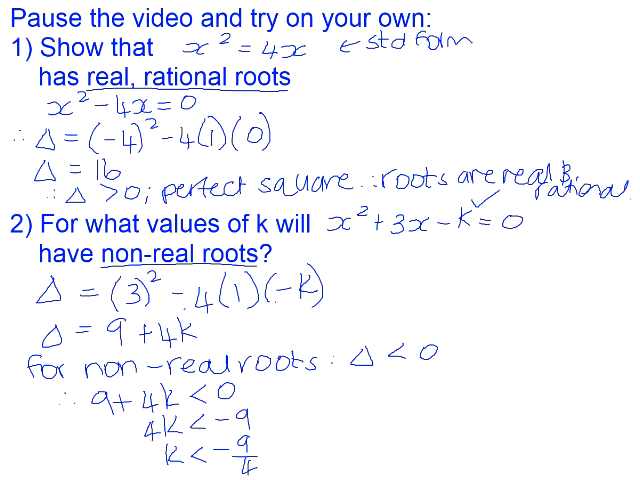 Pause the video and try on your own:
1) Show that x² = 4x ← std form
has real, rational roots
x² - 4x = 0
∴ Δ = (-4)² - 4(1)(0)
Δ = 16
∴ Δ > 0; perfect square ∴ roots are real & rational.
2) For what values of k will x² + 3x - k = 0 ✓
have non-real roots?
Δ = (3)² - 4(1)(-k)
Δ = 9 + 4k
for non-real roots: Δ < 0
∴ 9 + 4k < 0
4k < -9
k < -9/4